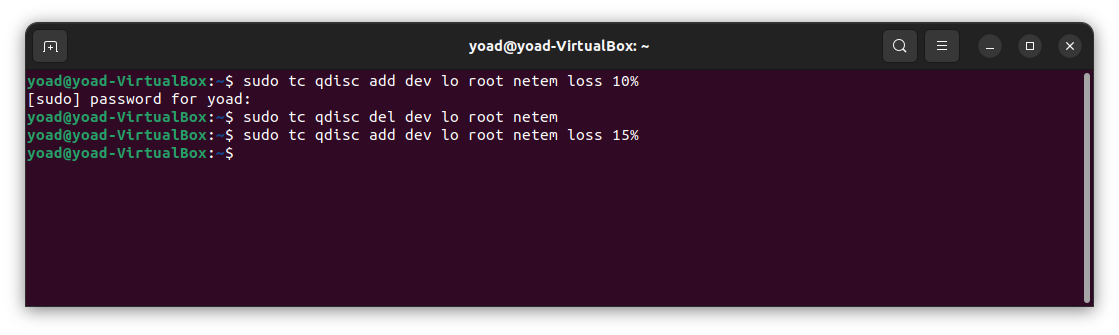 yoad@yoad-VirtualBox: ~
yoad@yoad-VirtualBox:~$ sudo tc qdisc add dev lo root netem loss 10%
[sudo] password for yoad:
yoad@yoad-VirtualBox:~$ sudo tc qdisc del dev lo root netem
yoad@yoad-VirtualBox:~$ sudo tc qdisc add dev lo root netem loss 15%
yoad@yoad-VirtualBox:~$